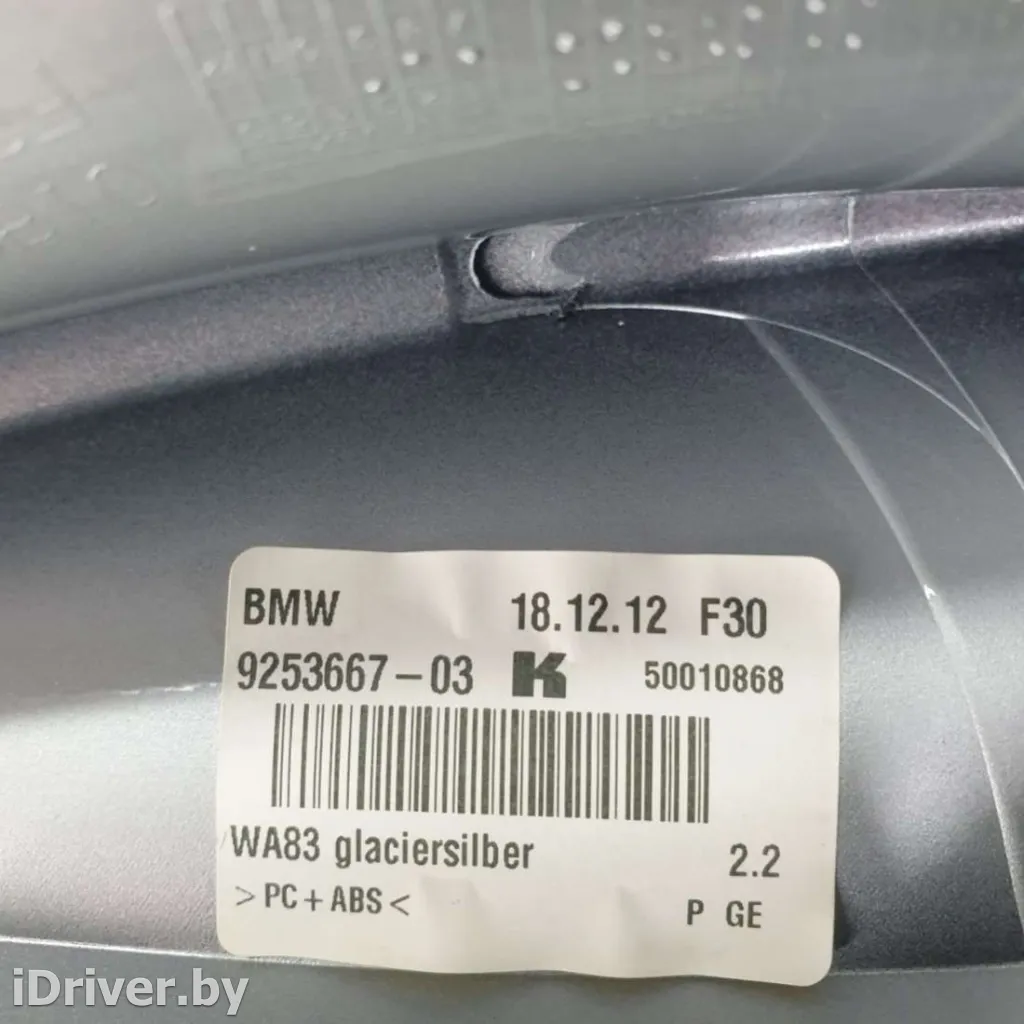 BMW 18.12.12 F30
9253667-03 K 50010868
WA83 glaciersilber 2.2
>PC+ABS< P GE
iDriver.by